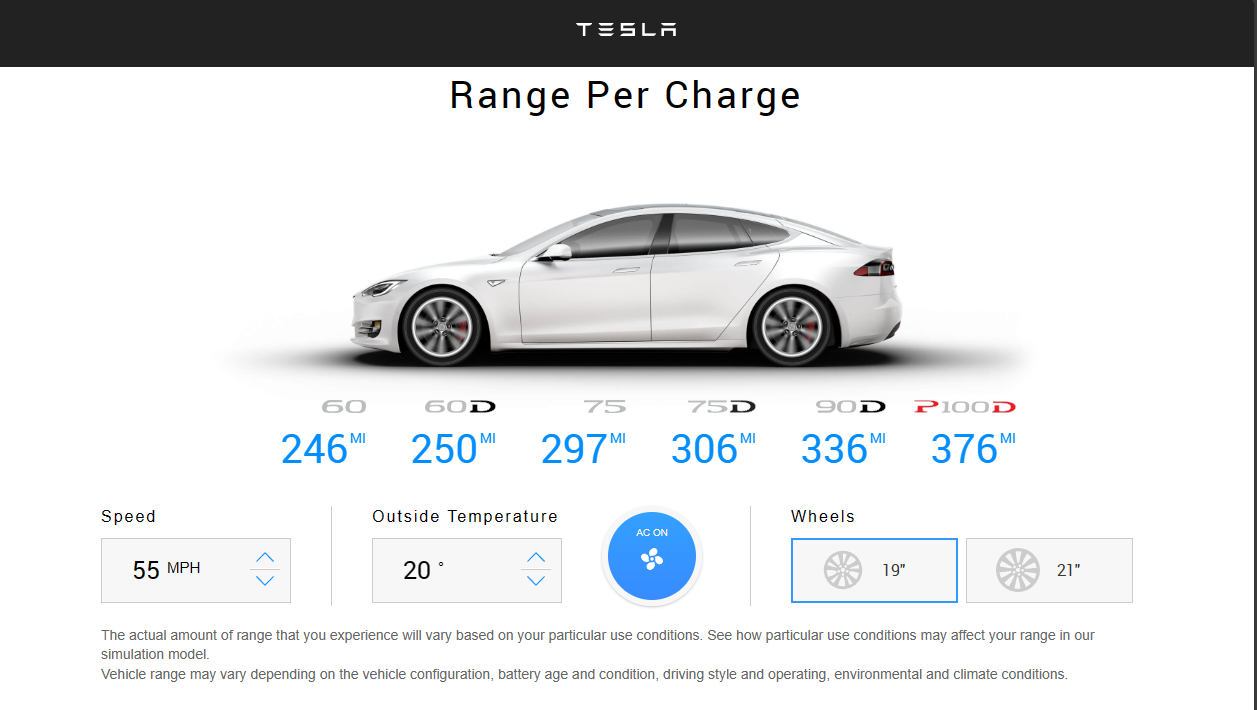 TESLA
Range Per Charge
60 60D 75 75D 90D P100D
246 MI 250 MI 297 MI 306 MI 336 MI 376 MI
Speed
55 MPH
Outside Temperature
20 °
AC ON
Wheels
19"
21"
The actual amount of range that you experience will vary based on your particular use conditions. See how particular use conditions may affect your range in our
simulation model.
Vehicle range may vary depending on the vehicle configuration, battery age and condition, driving style and operating, environmental and climate conditions.